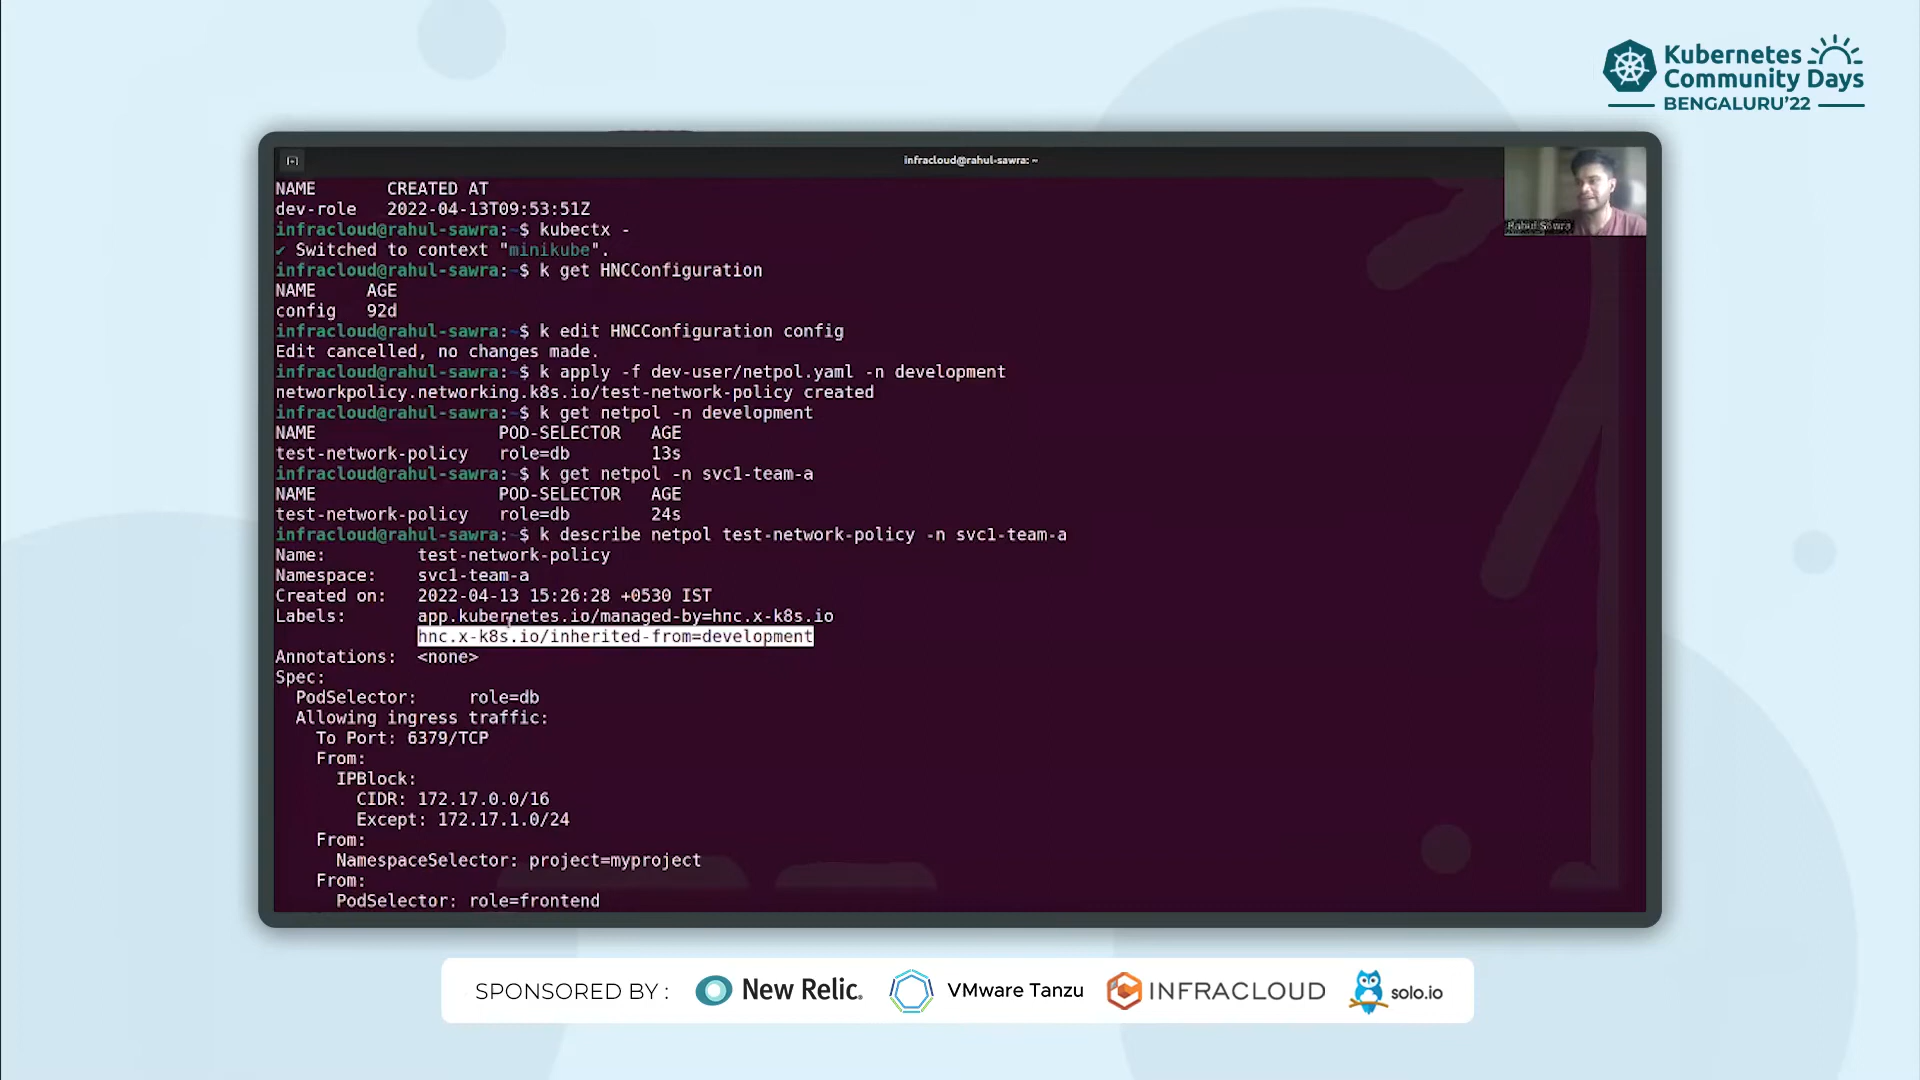 Kubernetes
Community Days
BENGALURU'22
infracloud@rahul-sawra: ~
NAME CREATED AT
dev-role 2022-04-13T09:53:51Z
infracloud@rahul-sawra:~$ kubectx -
✔ Switched to context "minikube".
infracloud@rahul-sawra:~$ k get HNCConfiguration
NAME AGE
config 92d
infracloud@rahul-sawra:~$ k edit HNCConfiguration config
Edit cancelled, no changes made.
infracloud@rahul-sawra:~$ k apply -f dev-user/netpol.yaml -n development
networkpolicy.networking.k8s.io/test-network-policy created
infracloud@rahul-sawra:~$ k get netpol -n development
NAME POD-SELECTOR AGE
test-network-policy role=db 13s
infracloud@rahul-sawra:~$ k get netpol -n svc1-team-a
NAME POD-SELECTOR AGE
test-network-policy role=db 24s
infracloud@rahul-sawra:~$ k describe netpol test-network-policy -n svc1-team-a
Name: test-network-policy
Namespace: svc1-team-a
Created on: 2022-04-13 15:26:28 +0530 IST
Labels: app.kubernetes.io/managed-by=hnc.x-k8s.io
hnc.x-k8s.io/inherited-from=development
Annotations: <none>
Spec:
PodSelector: role=db
Allowing ingress traffic:
To Port: 6379/TCP
From:
IPBlock:
CIDR: 172.17.0.0/16
Except: 172.17.1.0/24
From:
NamespaceSelector: project=myproject
From:
PodSelector: role=frontend
Rahul Sawra
SPONSORED BY : New Relic. VMware Tanzu INFRACLOUD solo.io